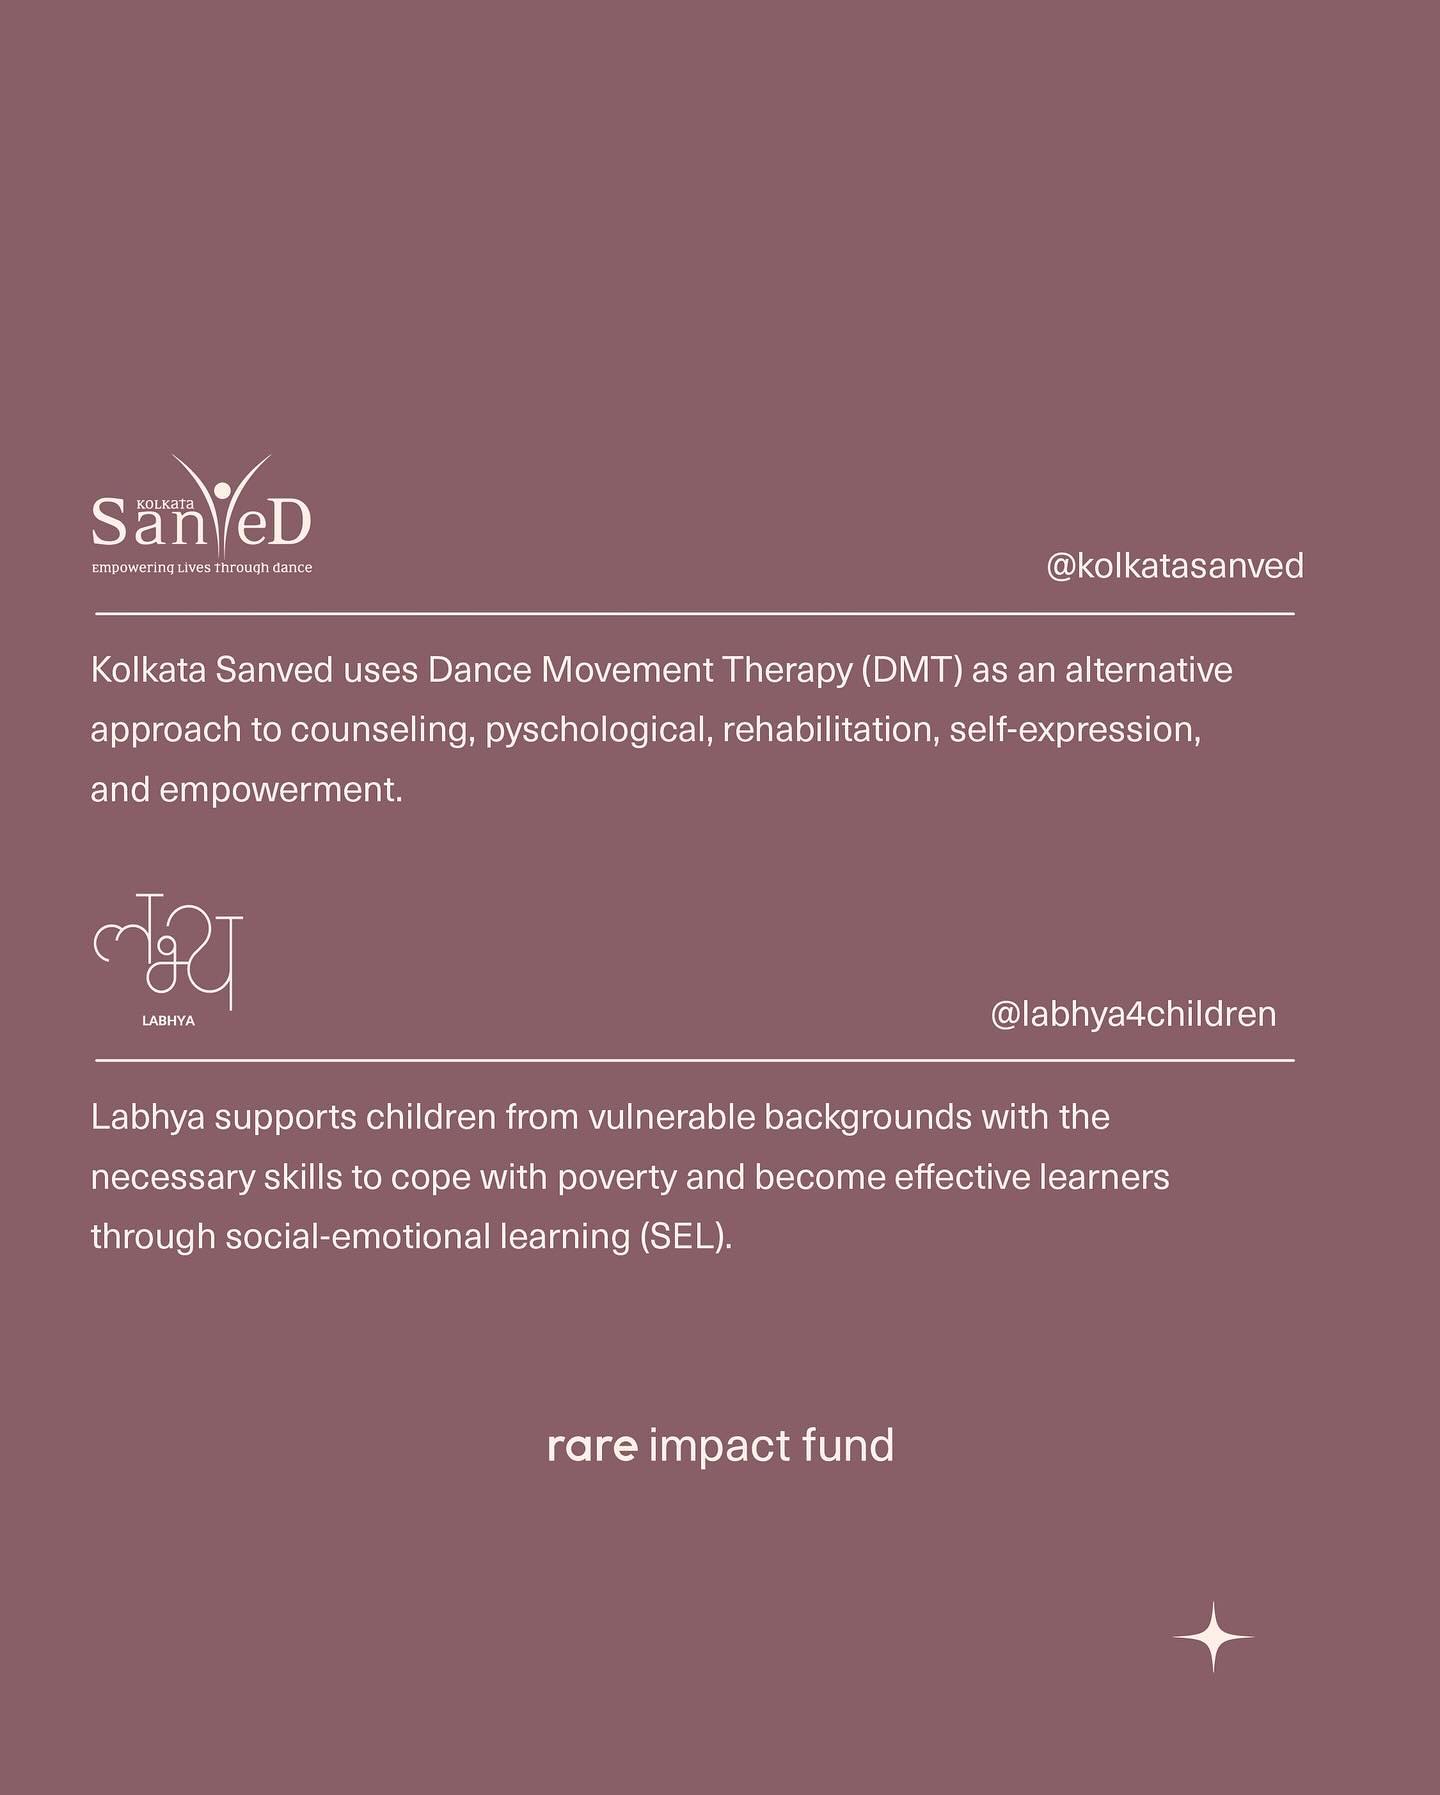 KOLKATA
SanveD
Empowering Lives Through dance
@kolkatasanved
Kolkata Sanved uses Dance Movement Therapy (DMT) as an alternative
approach to counseling, pyschological, rehabilitation, self-expression,
and empowerment.
लभ्य
LABHYA
@labhya4children
Labhya supports children from vulnerable backgrounds with the
necessary skills to cope with poverty and become effective learners
through social-emotional learning (SEL).
rare impact fund